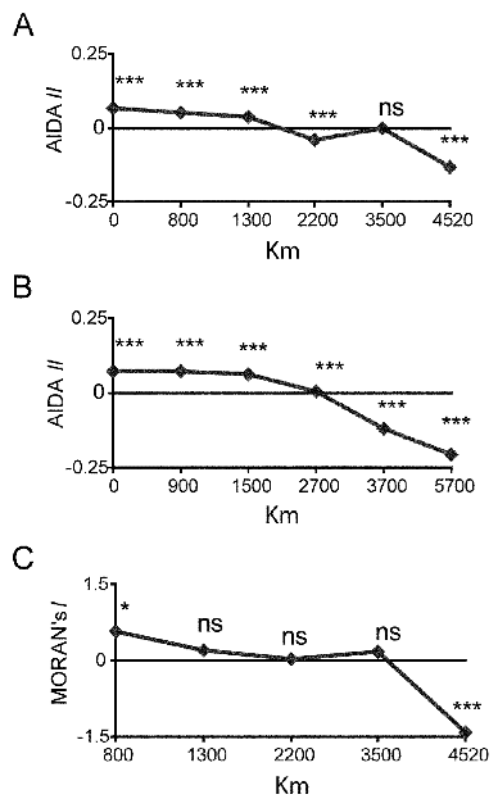 A
0.25
*** *** *** *** ns ***
AIDA II
0
-0.25
0 800 1300 2200 3500 4520
Km
B
0.25
*** *** *** *** *** ***
AIDA II
0
-0.25
0 900 1500 2700 3700 5700
Km
C
1.5
* ns ns ns ***
MORAN's I
0
-1.5
800 1300 2200 3500 4520
Km